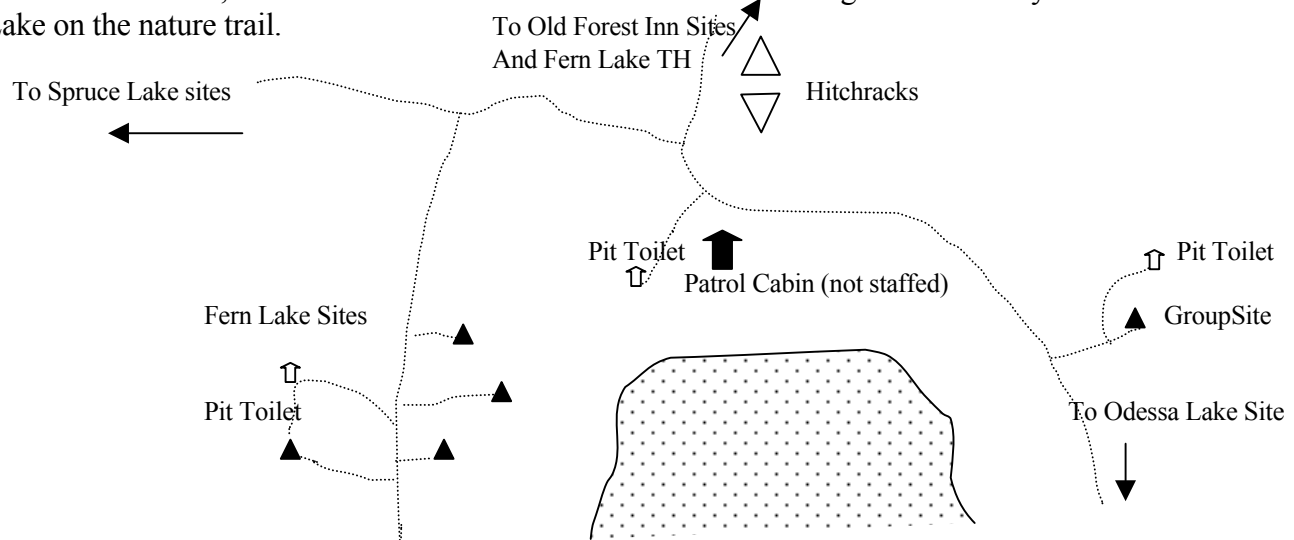 Lake on the nature trail.
To Old Forest Inn Sites
And Fern Lake TH
To Spruce Lake sites
Hitchracks
Pit Toilet
Patrol Cabin (not staffed)
Pit Toilet
GroupSite
Fern Lake Sites
Pit Toilet
To Odessa Lake Site